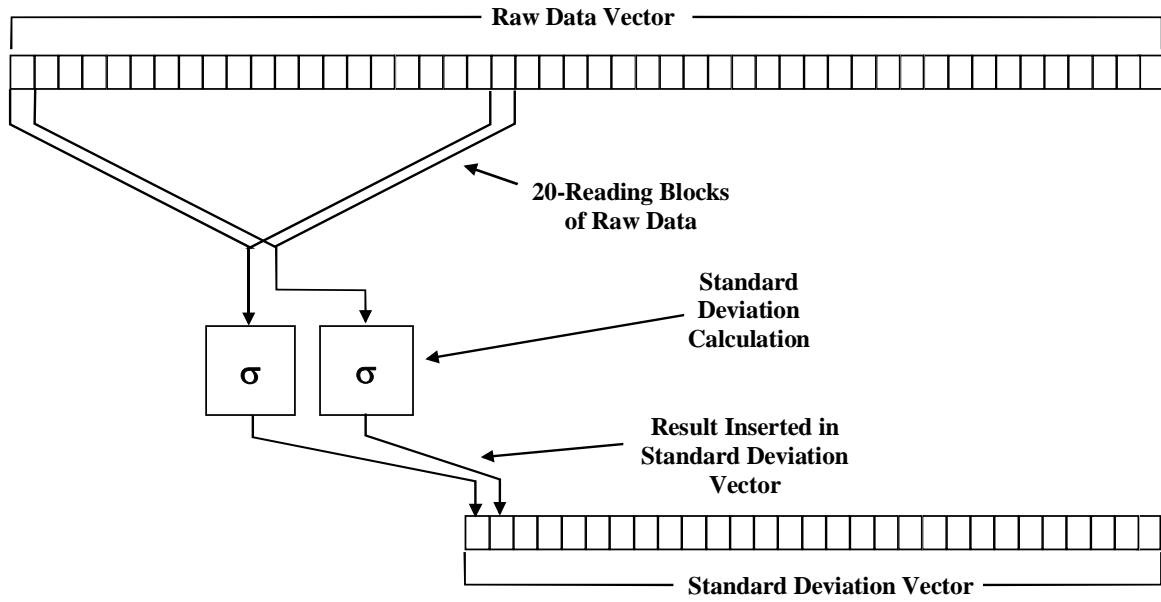 Raw Data Vector
20-Reading Blocks
of Raw Data
Standard
Deviation
Calculation
σ
σ
Result Inserted in
Standard Deviation
Vector
Standard Deviation Vector